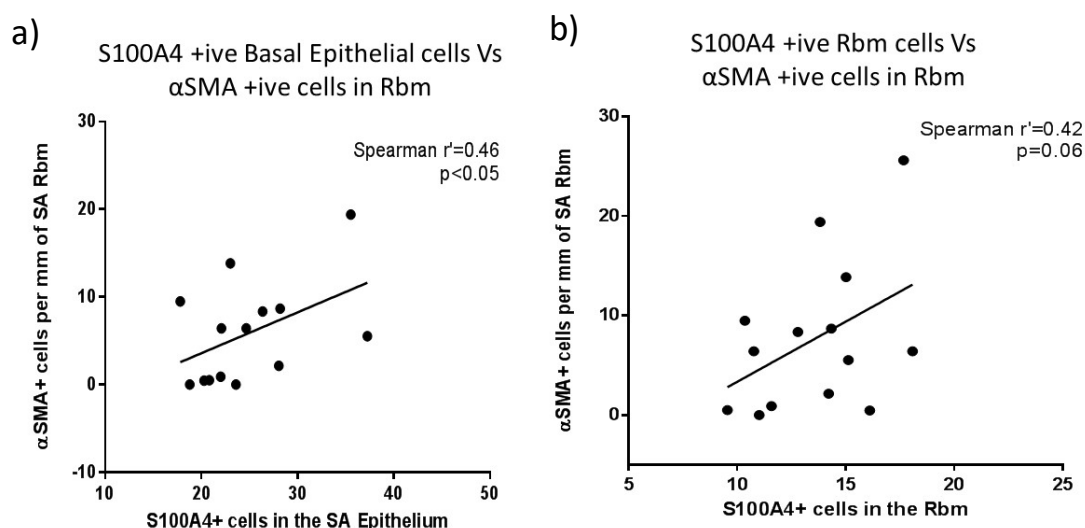 a)
S100A4 +ive Basal Epithelial cells Vs
αSMA +ive cells in Rbm
Spearman r'=0.46
p<0.05
αSMA+ cells per mm of SA Rbm
30
20
10
0
-10
10
20
30
40
50
S100A4+ cells in the SA Epithelium
b)
S100A4 +ive Rbm cells Vs
αSMA +ive cells in Rbm
Spearman r'=0.42
p=0.06
αSMA+ cells per mm of SA Rbm
30
20
10
0
5
10
15
20
25
S100A4+ cells in the Rbm